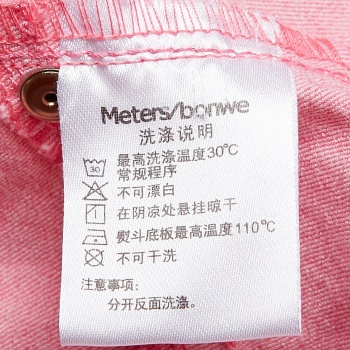 Meters/bonwe
洗涤说明
30
最高洗涤温度30℃
常规程序
不可漂白
在阴凉处悬挂晾干
熨斗底板最高温度110℃
不可干洗
注意事项：
分开反面洗涤。